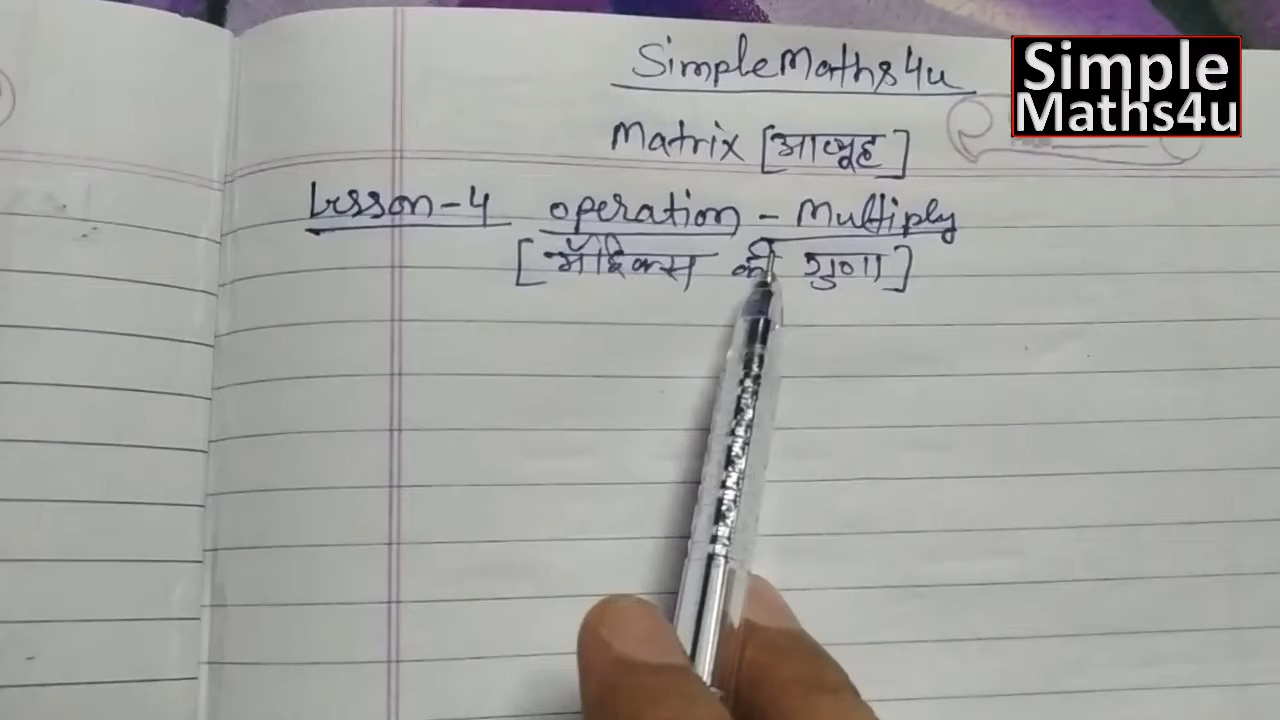 SimpleMaths4u
Simple
Maths4u
Matrix [आव्यूह]
Lesson-4 operation - Multiply
[मॅट्रिक्स की गुणा]